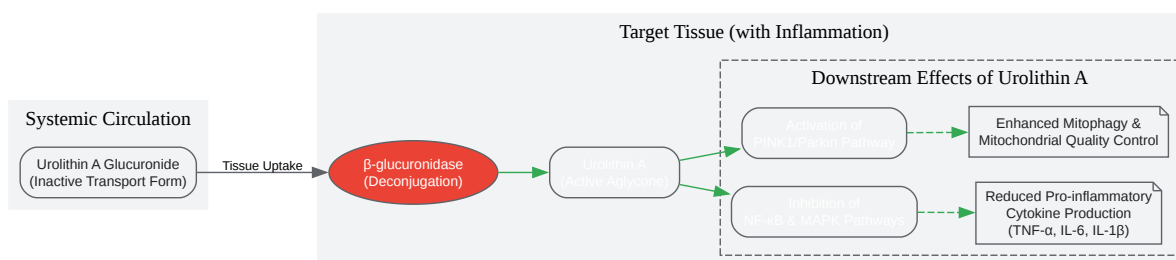 Target Tissue (with Inflammation)
Downstream Effects of Urolithin A
Systemic Circulation
Urolithin A Glucuronide
(Inactive Transport Form)
Tissue Uptake
β-glucuronidase
(Deconjugation)
Urolithin A
(Active Aglycone)
Activation of
PINK1/Parkin Pathway
Enhanced Mitophagy &
Mitochondrial Quality Control
Inhibition of
NF-κB & MAPK Pathways
Reduced Pro-inflammatory
Cytokine Production
(TNF-α, IL-6, IL-1β)